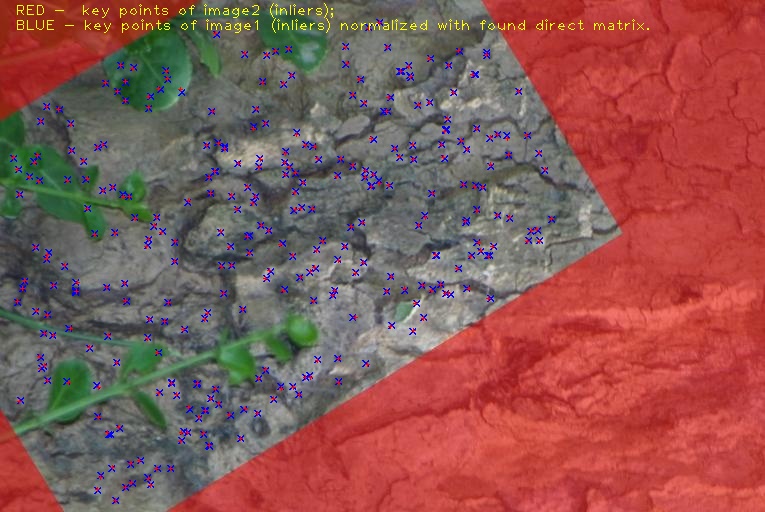 RED - key points of image2 (inliers);
BLUE - key points of image1 (inliers) normalized with found direct matrix.